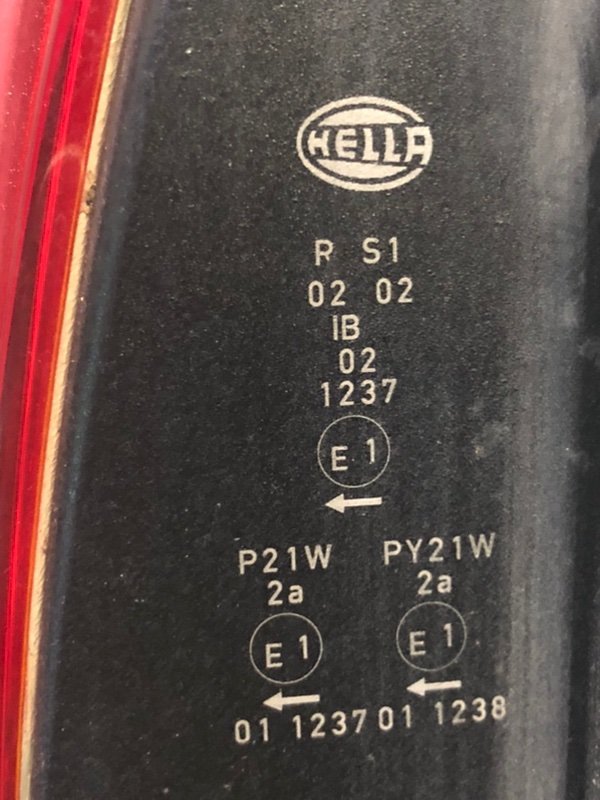 HELLA
R S1
02 02
IB
02
1237
E 1
P21W PY21W
2a 2a
E 1 E 1
01 1237 01 1238